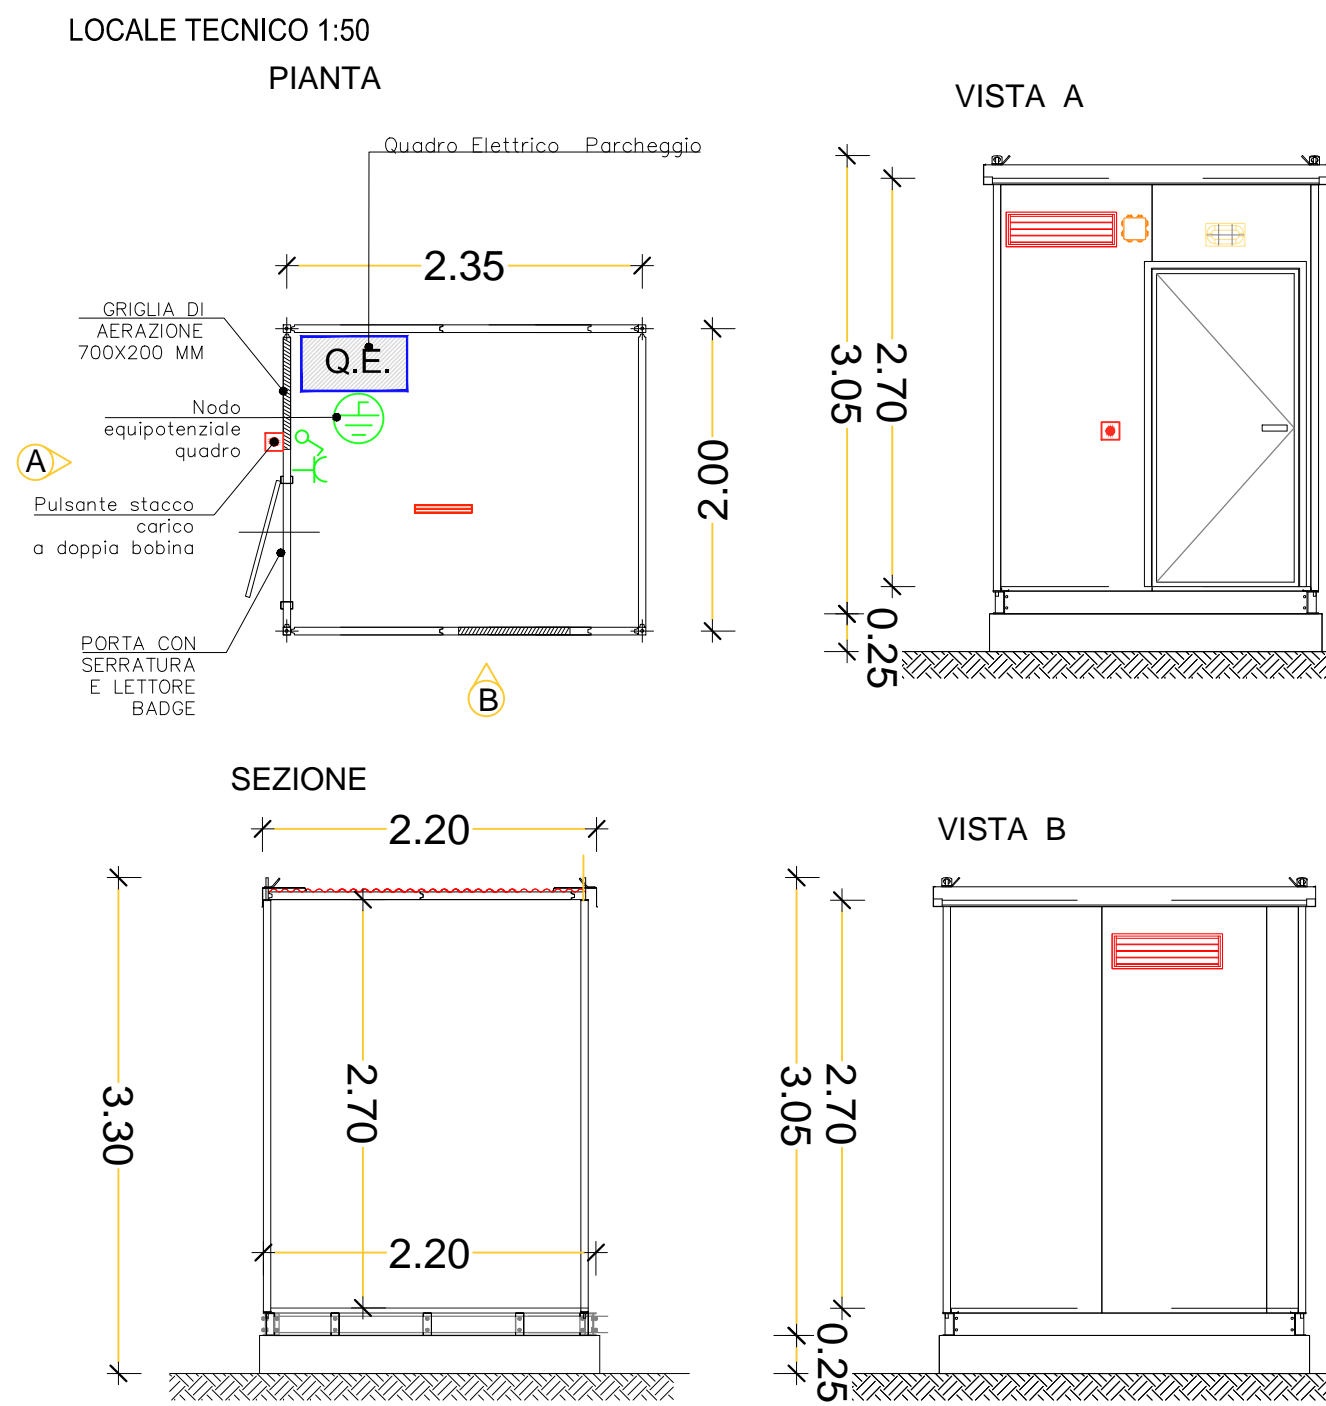 LOCALE TECNICO 1:50
PIANTA
VISTA A
Quadro Elettrico Parcheggio
2.35
GRIGLIA DI
AERAZIONE
700X200 MM
Q.E.
Nodo
equipotenziale
quadro
A
Pulsante stacco
carico
a doppia bobina
2.00
PORTA CON
SERRATURA
E LETTORE
BADGE
B
3.05
2.70
0.25
SEZIONE
2.20
3.30
2.70
2.20
VISTA B
3.05
2.70
0.25